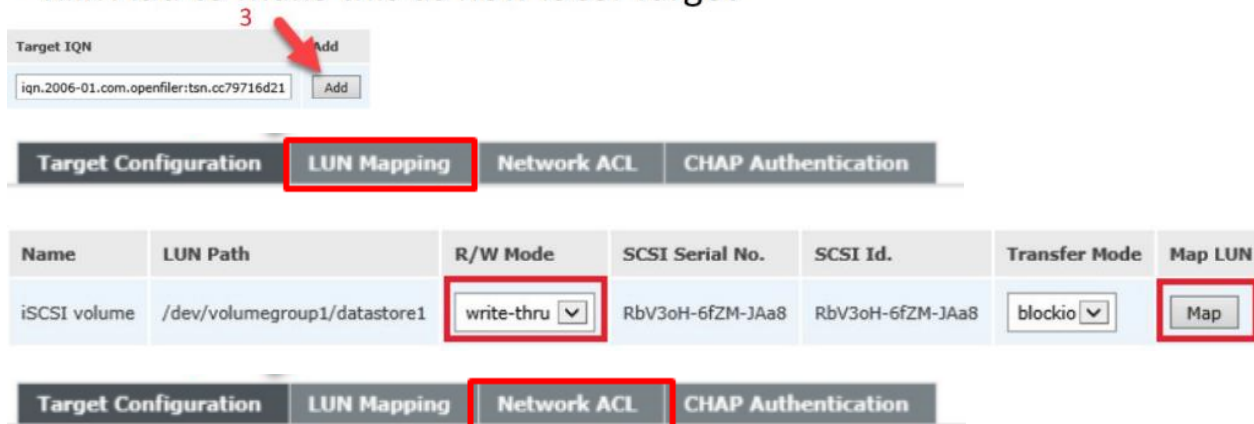 3
Target IQN Add
iqn.2006-01.com.openfiler:tsn.cc79716d21 Add
Target Configuration LUN Mapping Network ACL CHAP Authentication
Name LUN Path R/W Mode SCSI Serial No. SCSI Id. Transfer Mode Map LUN
iSCSI volume /dev/volumegroup1/datastore1 write-thru RbV3oH-6fZM-JAa8 RbV3oH-6fZM-JAa8 blockio Map
Target Configuration LUN Mapping Network ACL CHAP Authentication